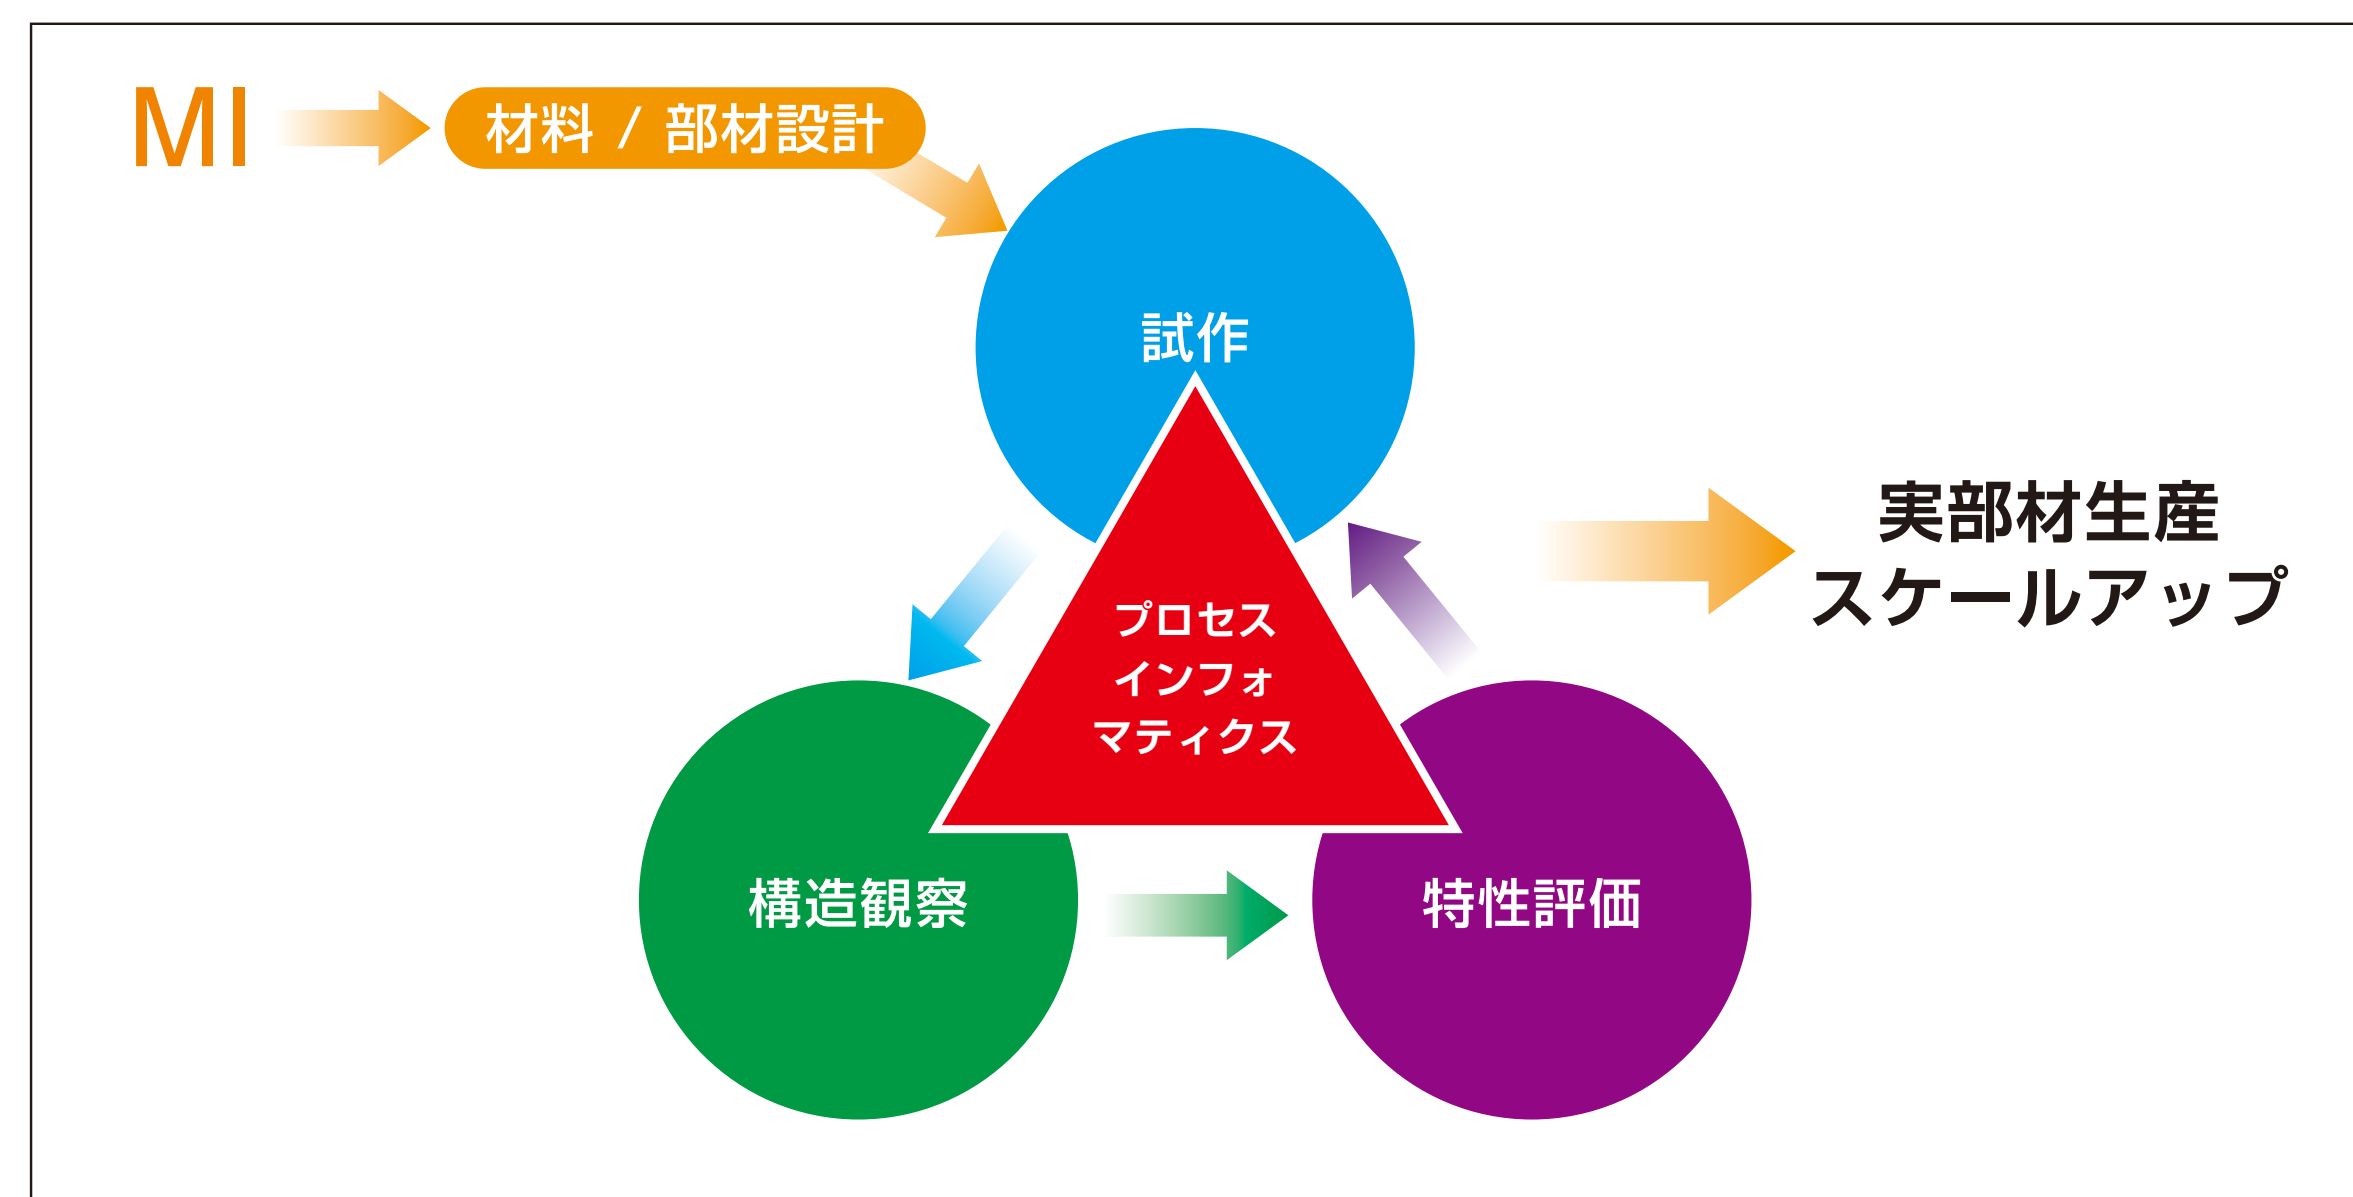 MI
材料 / 部材設計
試作
実部材生産
スケールアップ
プロセス
インフォ
マティクス
構造観察
特性評価